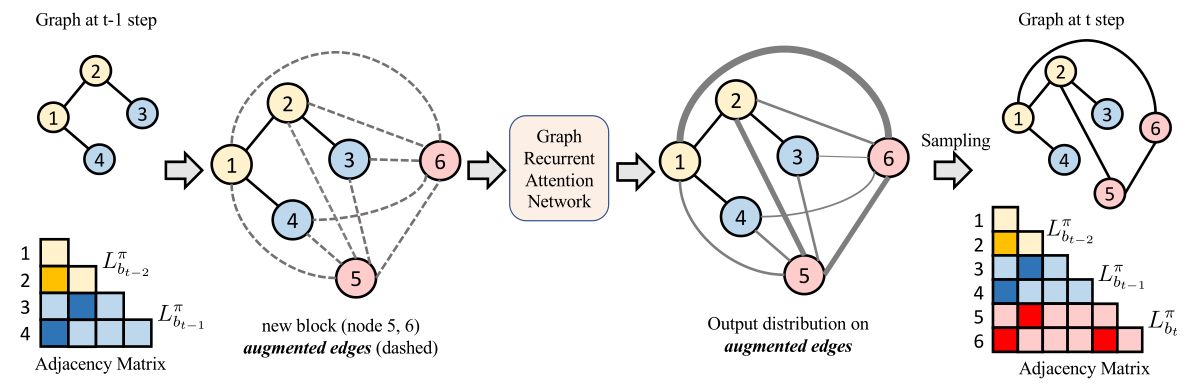 Graph at t-1 step
2
1
3
4
1
2
3
4
$L^{\pi}_{b_{t-2}}$
$L^{\pi}_{b_{t-1}}$
Adjacency Matrix
2
1
3
6
4
5
new block (node 5, 6)
augmented edges (dashed)
Graph
Recurrent
Attention
Network
2
1
3
6
4
5
Output distribution on
augmented edges
Sampling
Graph at t step
2
1
3
6
4
5
1
2
3
4
5
6
$L^{\pi}_{b_{t-2}}$
$L^{\pi}_{b_{t-1}}$
$L^{\pi}_{b_{t}}$
Adjacency Matrix